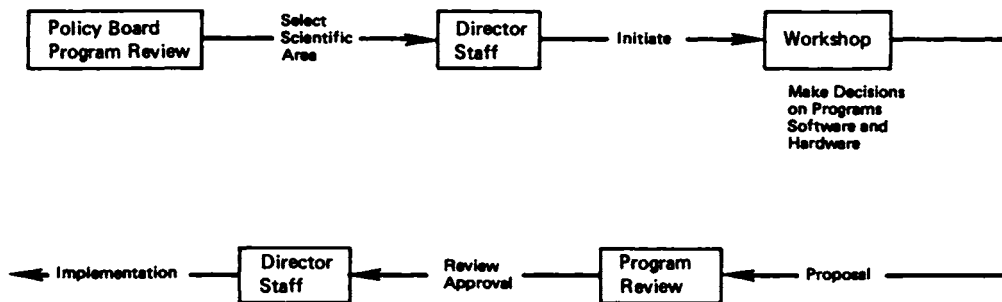 Policy Board
Program Review
Select
Scientific
Area
Director
Staff
Initiate
Workshop
Make Decisions
on Programs
Software and
Hardware
Implementation
Director
Staff
Review
Approval
Program
Review
Proposal